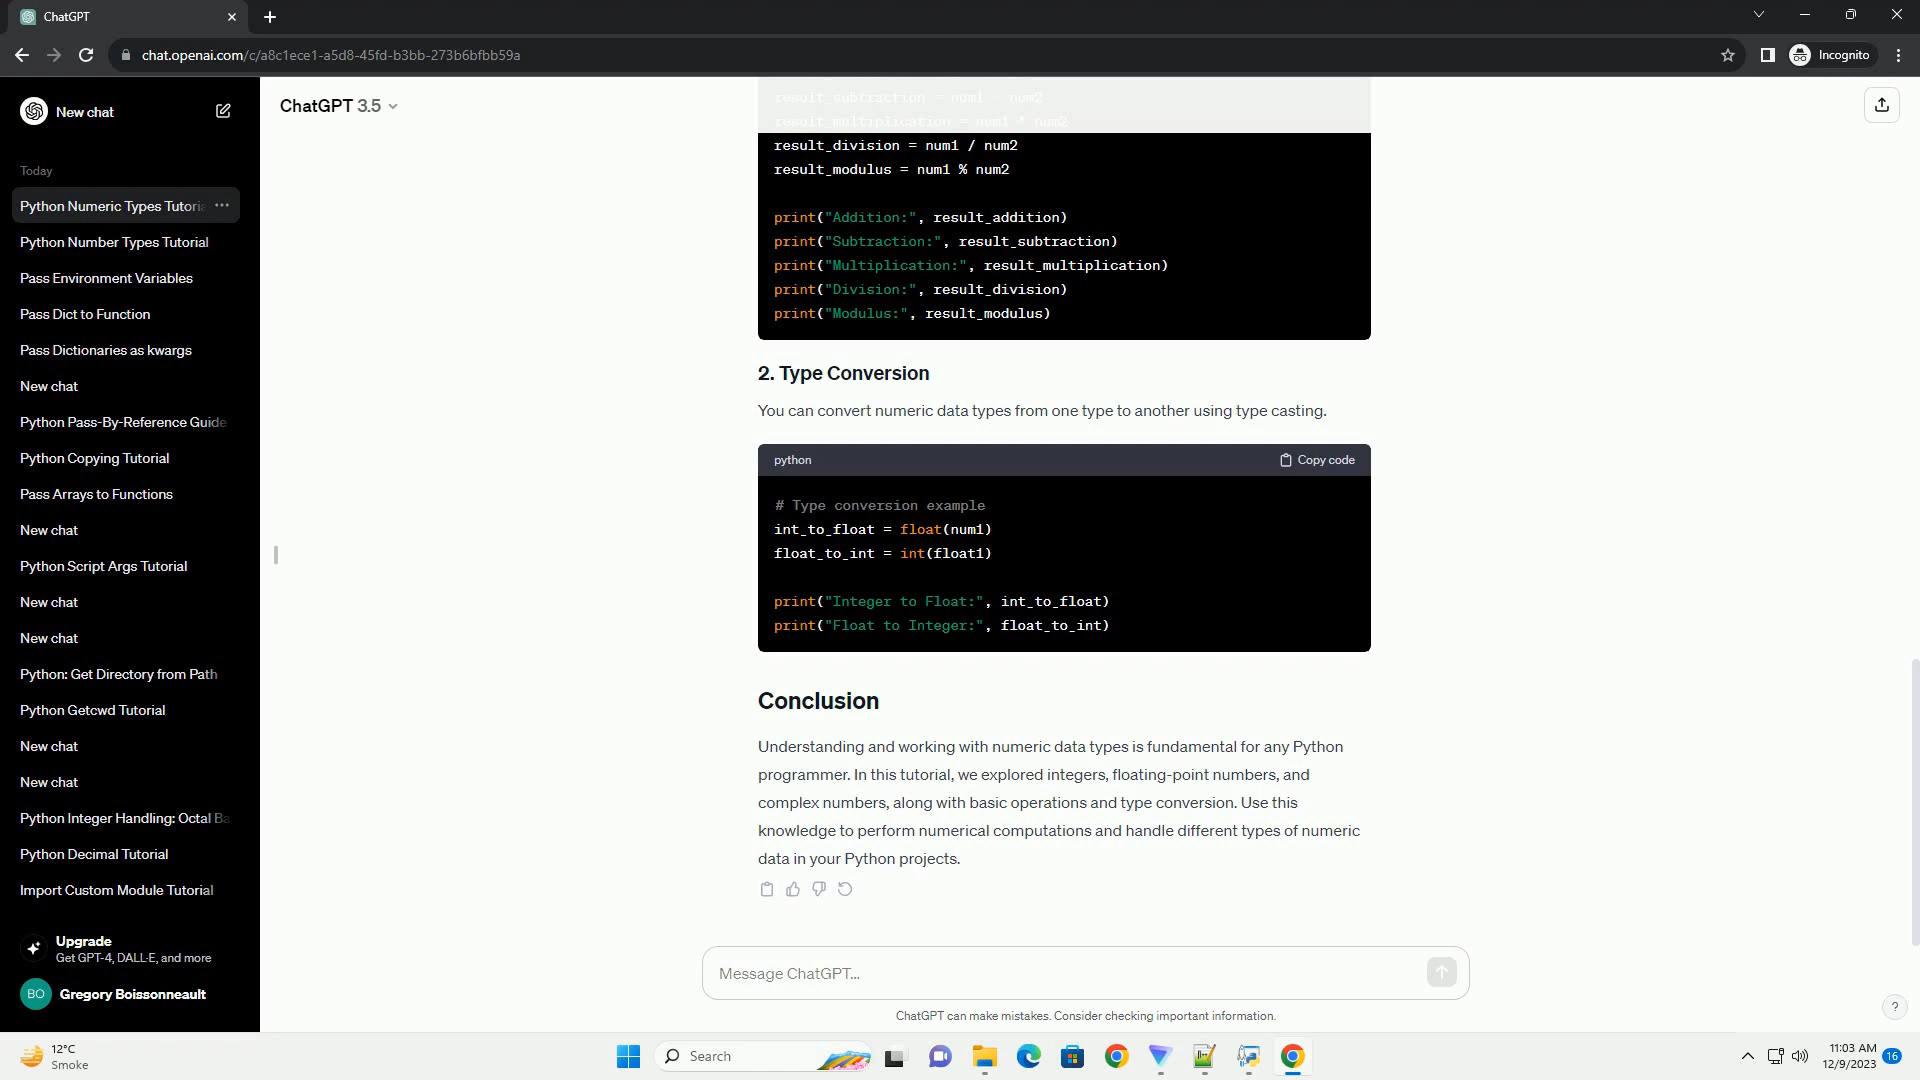 ChatGPT
chat.openai.com/c/a8c1ece1-a5d8-45fd-b3bb-273b6bfbb59a
Incognito
New chat
Today
Python Numeric Types Tutoria
Python Number Types Tutorial
Pass Environment Variables
Pass Dict to Function
Pass Dictionaries as kwargs
New chat
Python Pass-By-Reference Guide
Python Copying Tutorial
Pass Arrays to Functions
New chat
Python Script Args Tutorial
New chat
New chat
Python: Get Directory from Path
Python Getcwd Tutorial
New chat
New chat
Python Integer Handling: Octal Ba
Python Decimal Tutorial
Import Custom Module Tutorial
Upgrade
Get GPT-4, DALL·E, and more
BO
Gregory Boissonneault
ChatGPT 3.5
result_subtraction = num1 - num2
result_multiplication = num1 * num2
result_division = num1 / num2
result_modulus = num1 % num2
print("Addition:", result_addition)
print("Subtraction:", result_subtraction)
print("Multiplication:", result_multiplication)
print("Division:", result_division)
print("Modulus:", result_modulus)
2. Type Conversion
You can convert numeric data types from one type to another using type casting.
python
Copy code
# Type conversion example
int_to_float = float(num1)
float_to_int = int(float1)
print("Integer to Float:", int_to_float)
print("Float to Integer:", float_to_int)
Conclusion
Understanding and working with numeric data types is fundamental for any Python
programmer. In this tutorial, we explored integers, floating-point numbers, and
complex numbers, along with basic operations and type conversion. Use this
knowledge to perform numerical computations and handle different types of numeric
data in your Python projects.
Message ChatGPT…
ChatGPT can make mistakes. Consider checking important information.
?
12°C
Smoke
Search
11:03 AM
12/9/2023
16